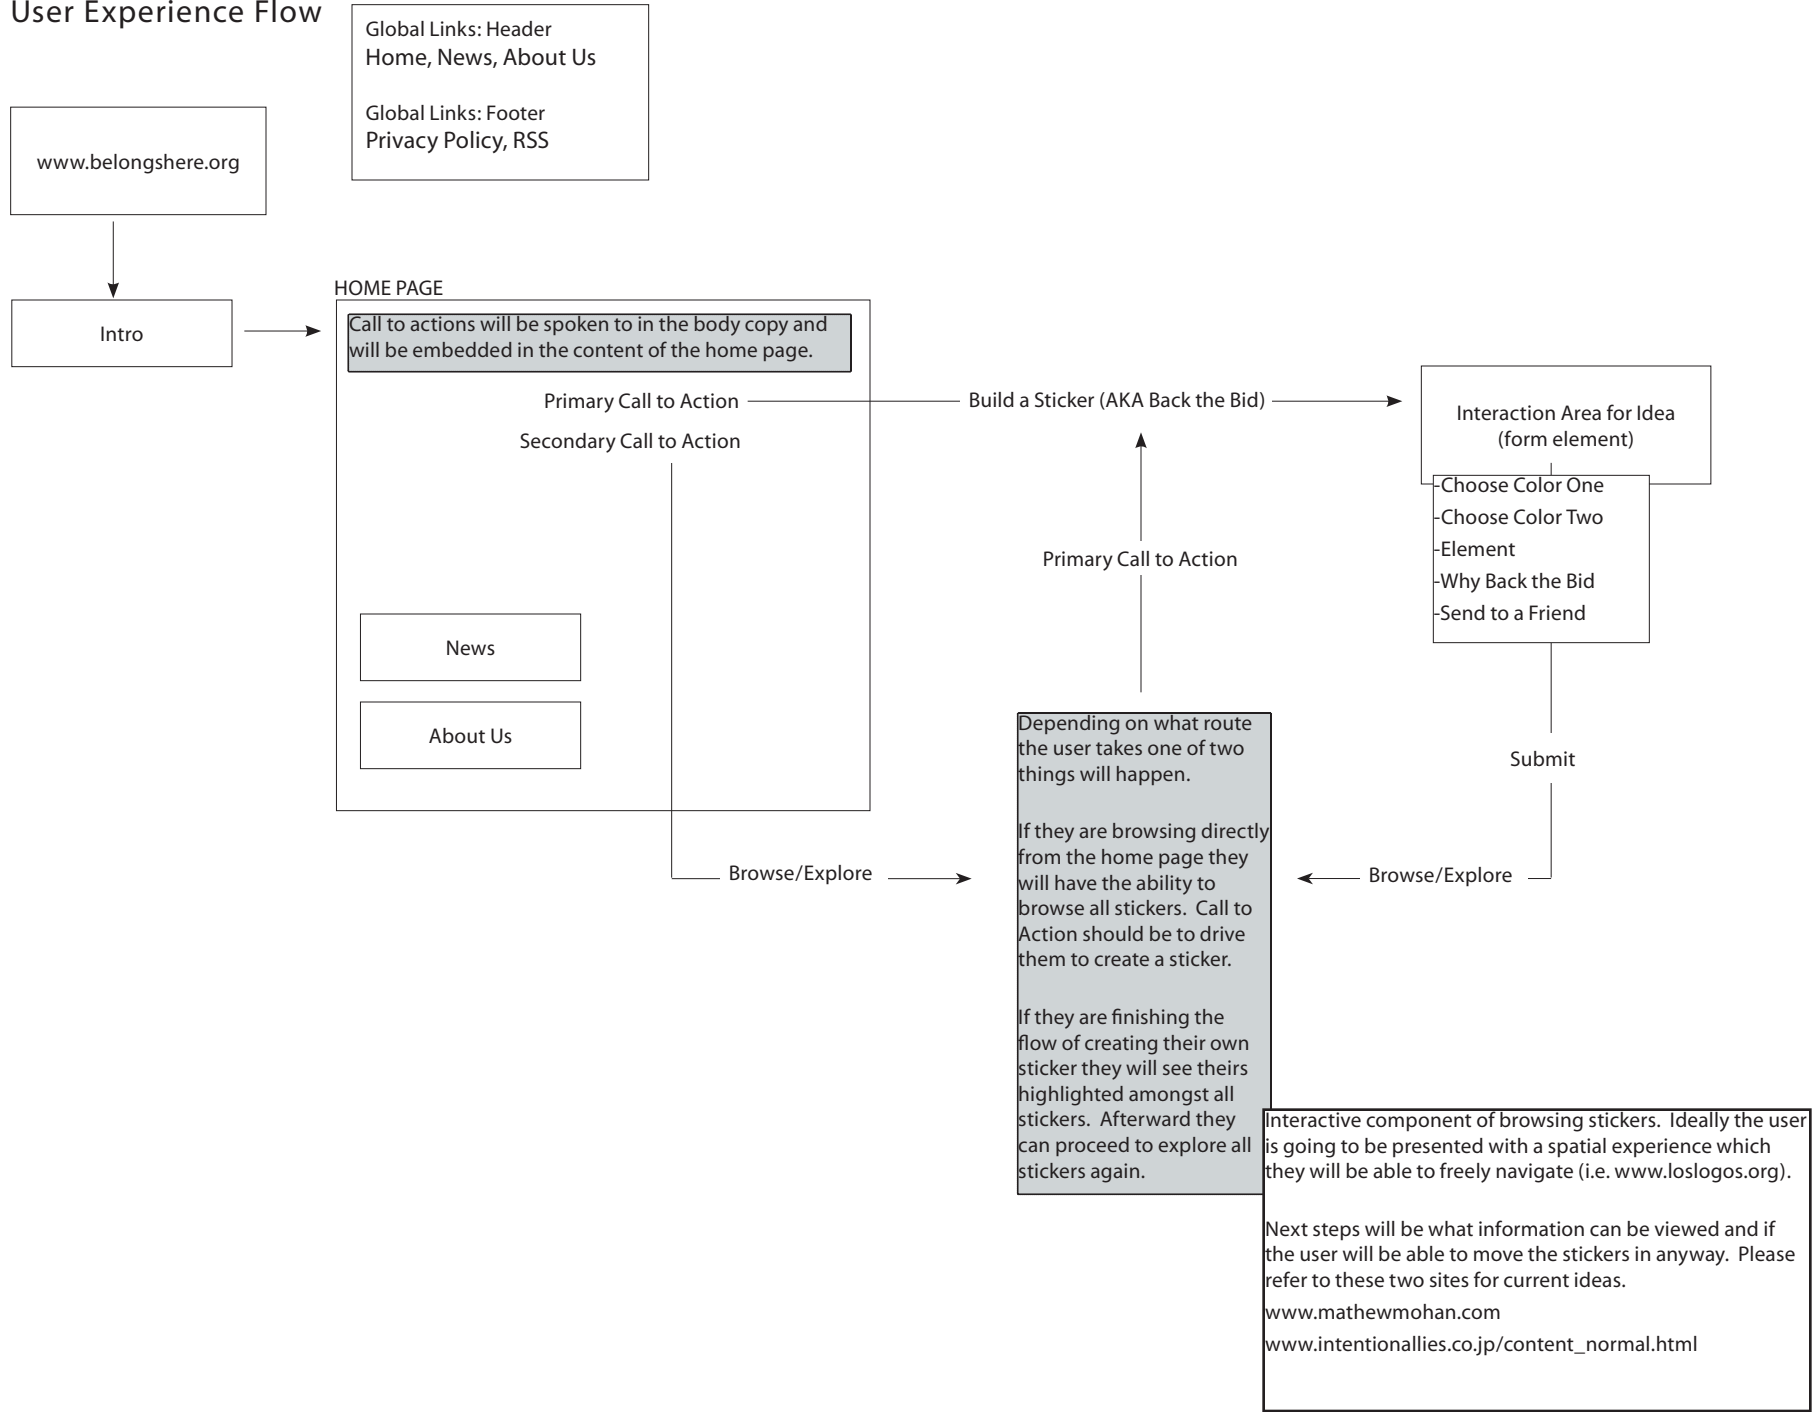 User Experience Flow
Global Links: Header
Home, News, About Us
Global Links: Footer
Privacy Policy, RSS
www.belongshere.org
Intro
HOME PAGE
Call to actions will be spoken to in the body copy and
will be embedded in the content of the home page.
Primary Call to Action
Secondary Call to Action
News
About Us
Build a Sticker (AKA Back the Bid)
Interaction Area for Idea
(form element)
-Choose Color One
-Choose Color Two
-Element
-Why Back the Bid
-Send to a Friend
Primary Call to Action
Submit
Browse/Explore
Browse/Explore
Depending on what route
the user takes one of two
things will happen.
If they are browsing directly
from the home page they
will have the ability to
browse all stickers.  Call to
Action should be to drive
them to create a sticker.
If they are finishing the
flow of creating their own
sticker they will see theirs
highlighted amongst all
stickers.  Afterward they
can proceed to explore all
stickers again.
Interactive component of browsing stickers.  Ideally the user
is going to be presented with a spatial experience which
they will be able to freely navigate (i.e. www.loslogos.org).
Next steps will be what information can be viewed and if
the user will be able to move the stickers in anyway.  Please
refer to these two sites for current ideas.
www.mathewmohan.com
www.intentionallies.co.jp/content_normal.html